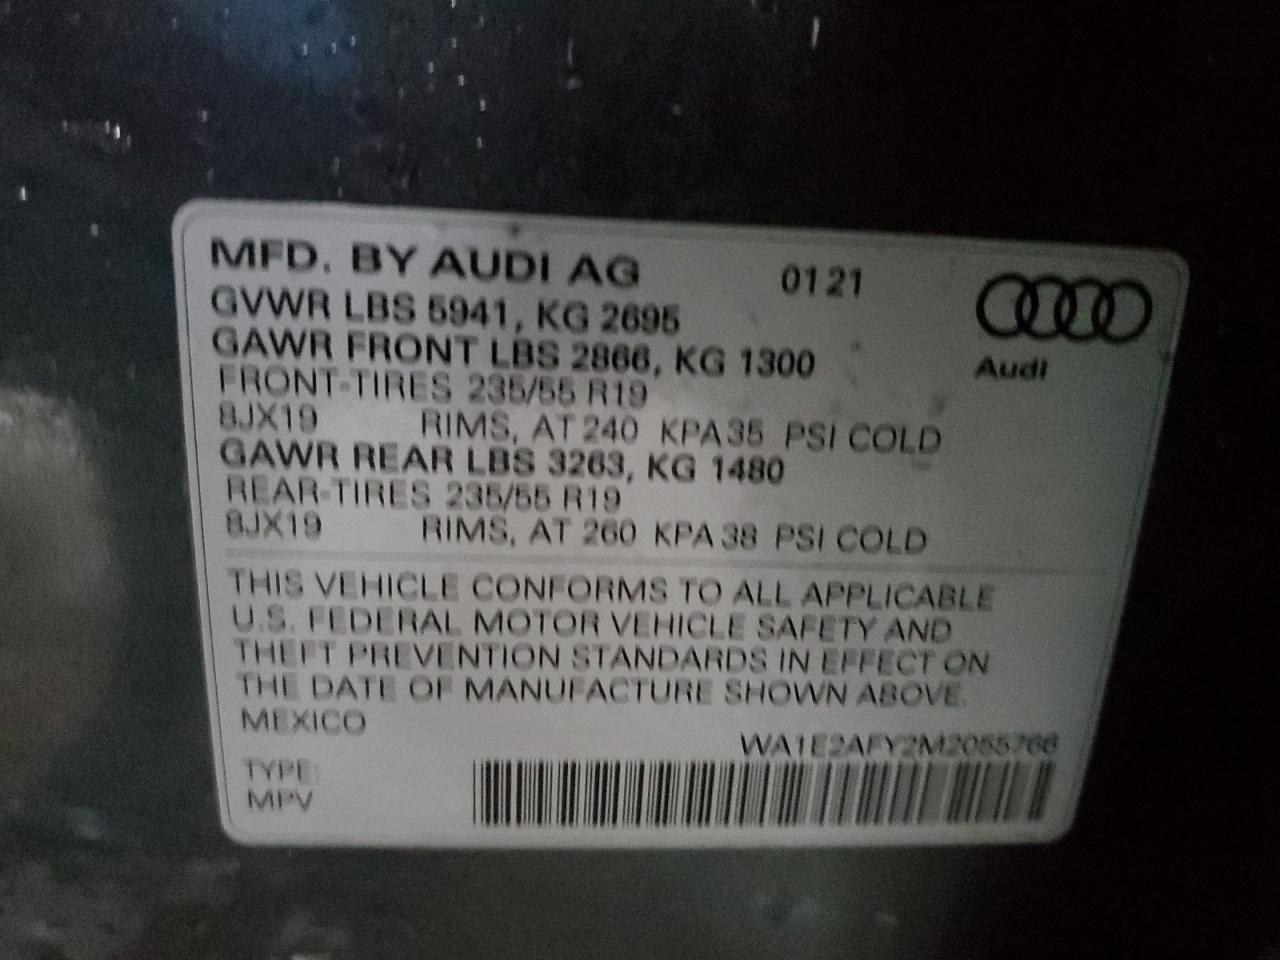 MFD. BY AUDI AG 01 21
GVWR LBS 5941, KG 2695
GAWR FRONT LBS 2866, KG 1300
Audi
FRONT-TIRES 235/55 R19
8JX19 RIMS, AT 240 KPA 35 PSI COLD
GAWR REAR LBS 3263, KG 1480
REAR-TIRES 235/55 R19
8JX19 RIMS, AT 260 KPA 38 PSI COLD
THIS VEHICLE CONFORMS TO ALL APPLICABLE
U.S. FEDERAL MOTOR VEHICLE SAFETY AND
THEFT PREVENTION STANDARDS IN EFFECT ON
THE DATE OF MANUFACTURE SHOWN ABOVE.
MEXICO
WA1E2AFY2M2055766
TYPE:
MPV